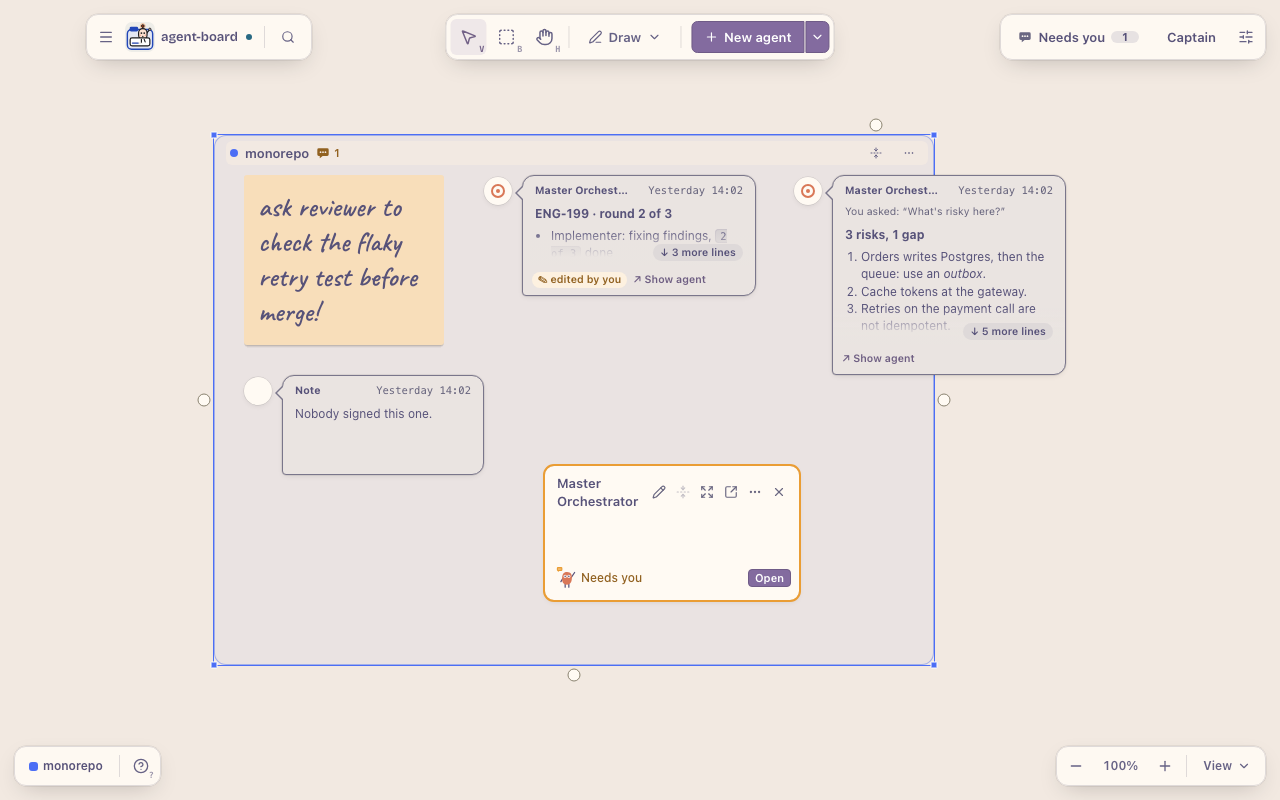 agent-board
V
B
H
Draw
New agent
Needs you 1
Captain
monorepo 1
ask reviewer to
check the flaky
retry test before
merge!
Master Orchest... Yesterday 14:02
ENG-199 · round 2 of 3
• Implementer: fixing findings, 2
of 3 done
↓ 3 more lines
✎ edited by you ↗ Show agent
Master Orchest... Yesterday 14:02
You asked: “What's risky here?”
3 risks, 1 gap
1. Orders writes Postgres, then the
queue: use an outbox.
2. Cache tokens at the gateway.
3. Retries on the payment call are
not idempotent.
↓ 5 more lines
↗ Show agent
Note Yesterday 14:02
Nobody signed this one.
Master
Orchestrator
Needs you
Open
monorepo
?
100%
View